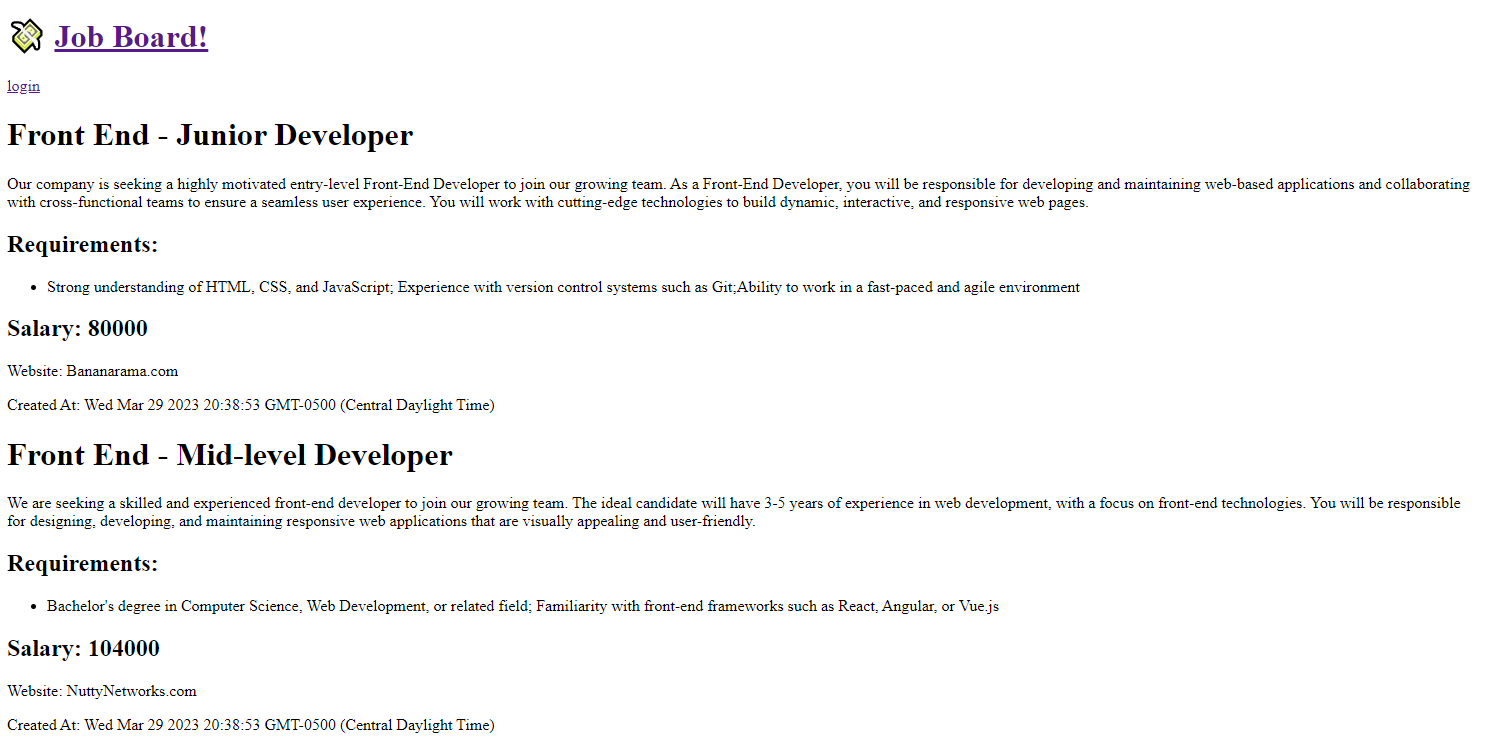 Job Board!
login
Front End - Junior Developer
Our company is seeking a highly motivated entry-level Front-End Developer to join our growing team. As a Front-End Developer, you will be responsible for developing and maintaining web-based applications and collaborating
with cross-functional teams to ensure a seamless user experience. You will work with cutting-edge technologies to build dynamic, interactive, and responsive web pages.
Requirements:
• Strong understanding of HTML, CSS, and JavaScript; Experience with version control systems such as Git;Ability to work in a fast-paced and agile environment
Salary: 80000
Website: Bananarama.com
Created At: Wed Mar 29 2023 20:38:53 GMT-0500 (Central Daylight Time)
Front End - Mid-level Developer
We are seeking a skilled and experienced front-end developer to join our growing team. The ideal candidate will have 3-5 years of experience in web development, with a focus on front-end technologies. You will be responsible
for designing, developing, and maintaining responsive web applications that are visually appealing and user-friendly.
Requirements:
• Bachelor's degree in Computer Science, Web Development, or related field; Familiarity with front-end frameworks such as React, Angular, or Vue.js
Salary: 104000
Website: NuttyNetworks.com
Created At: Wed Mar 29 2023 20:38:53 GMT-0500 (Central Daylight Time)